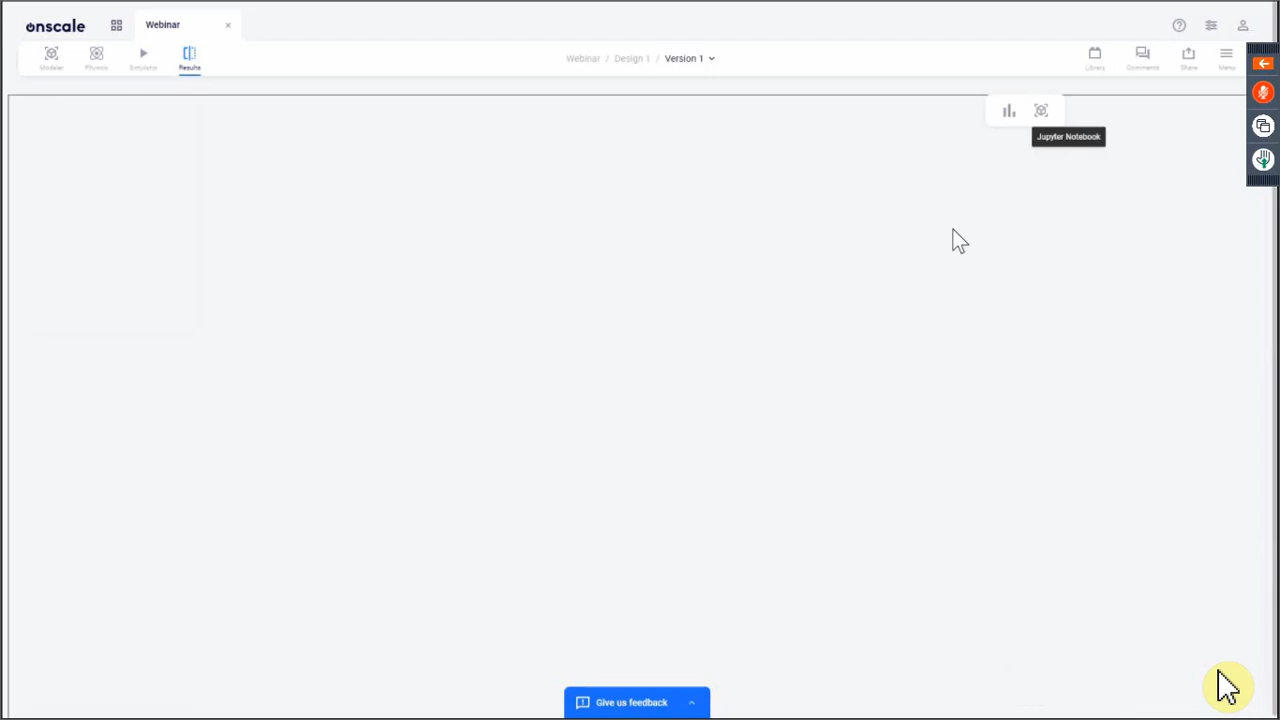 onscale
Webinar
Modeler Physics Simulator Results
Webinar / Design 1 / Version 1
Library Comments Share Menu
Jupyter Notebook
Give us feedback